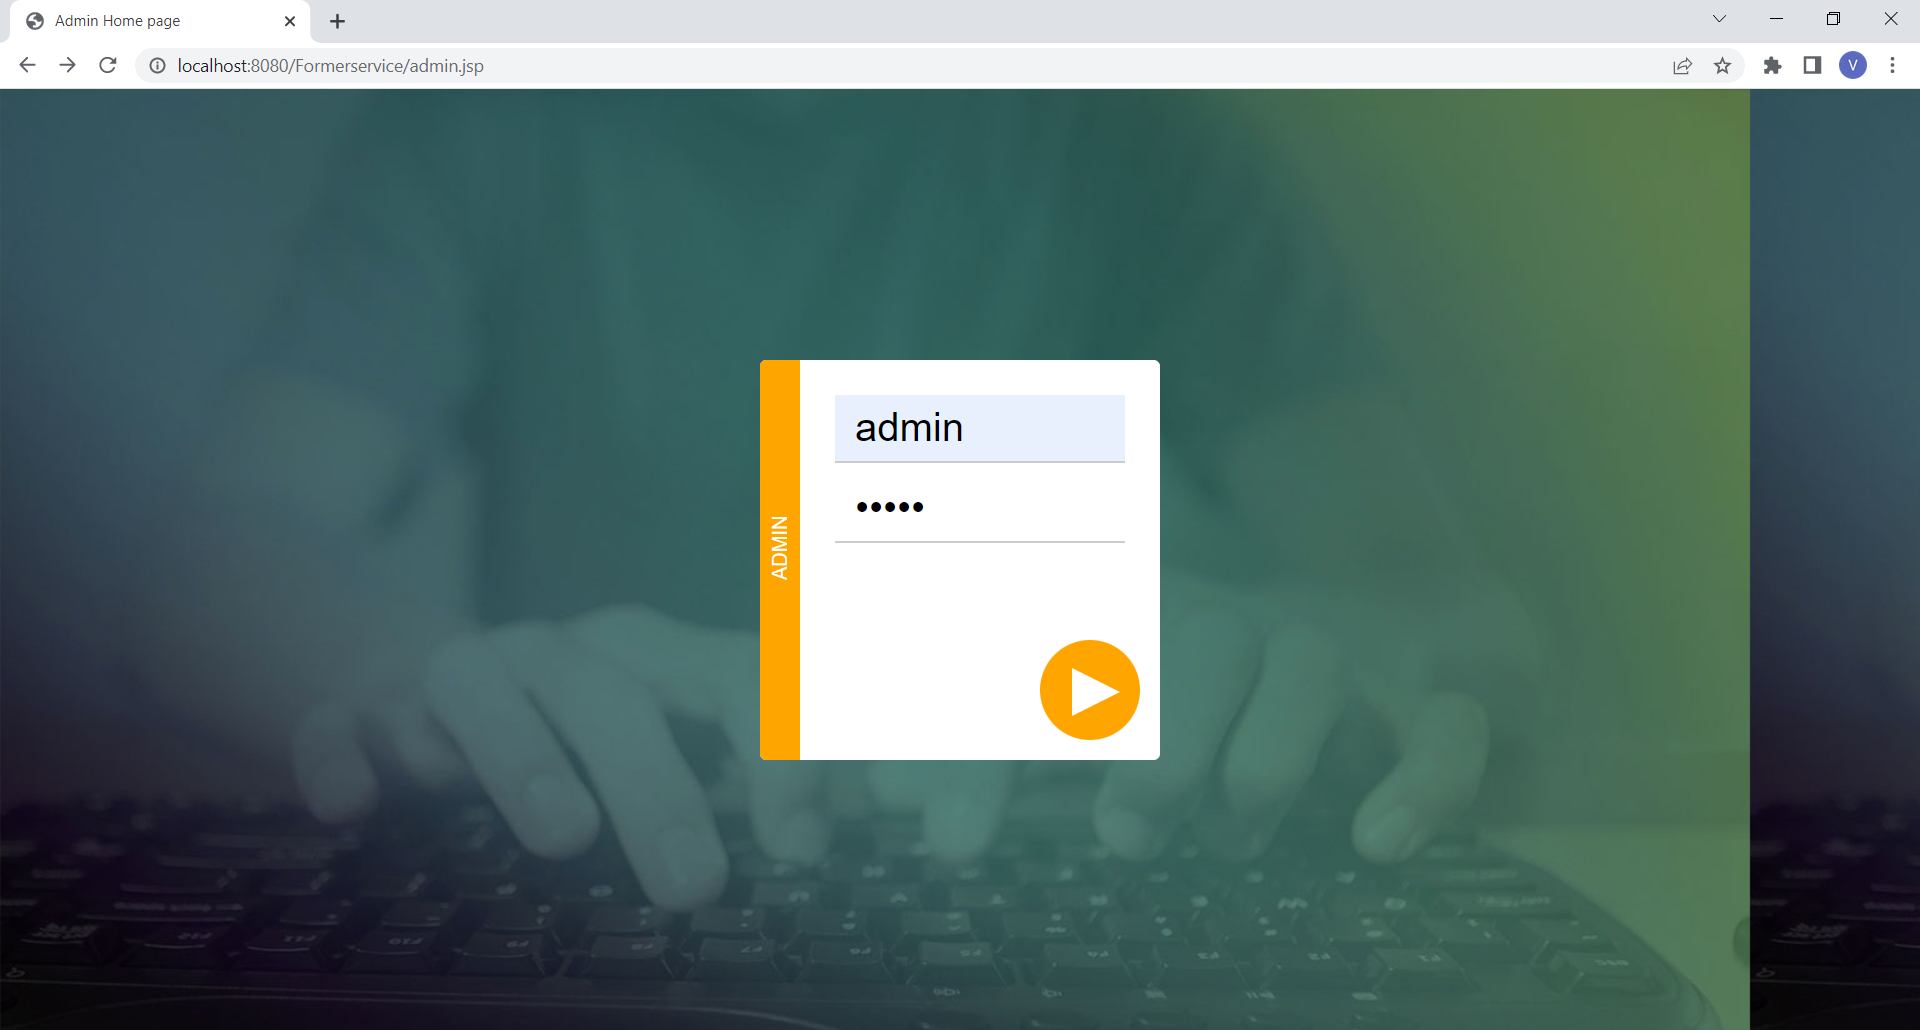 Admin Home page
localhost:8080/Formerservice/admin.jsp
V
admin
•••••
ADMIN